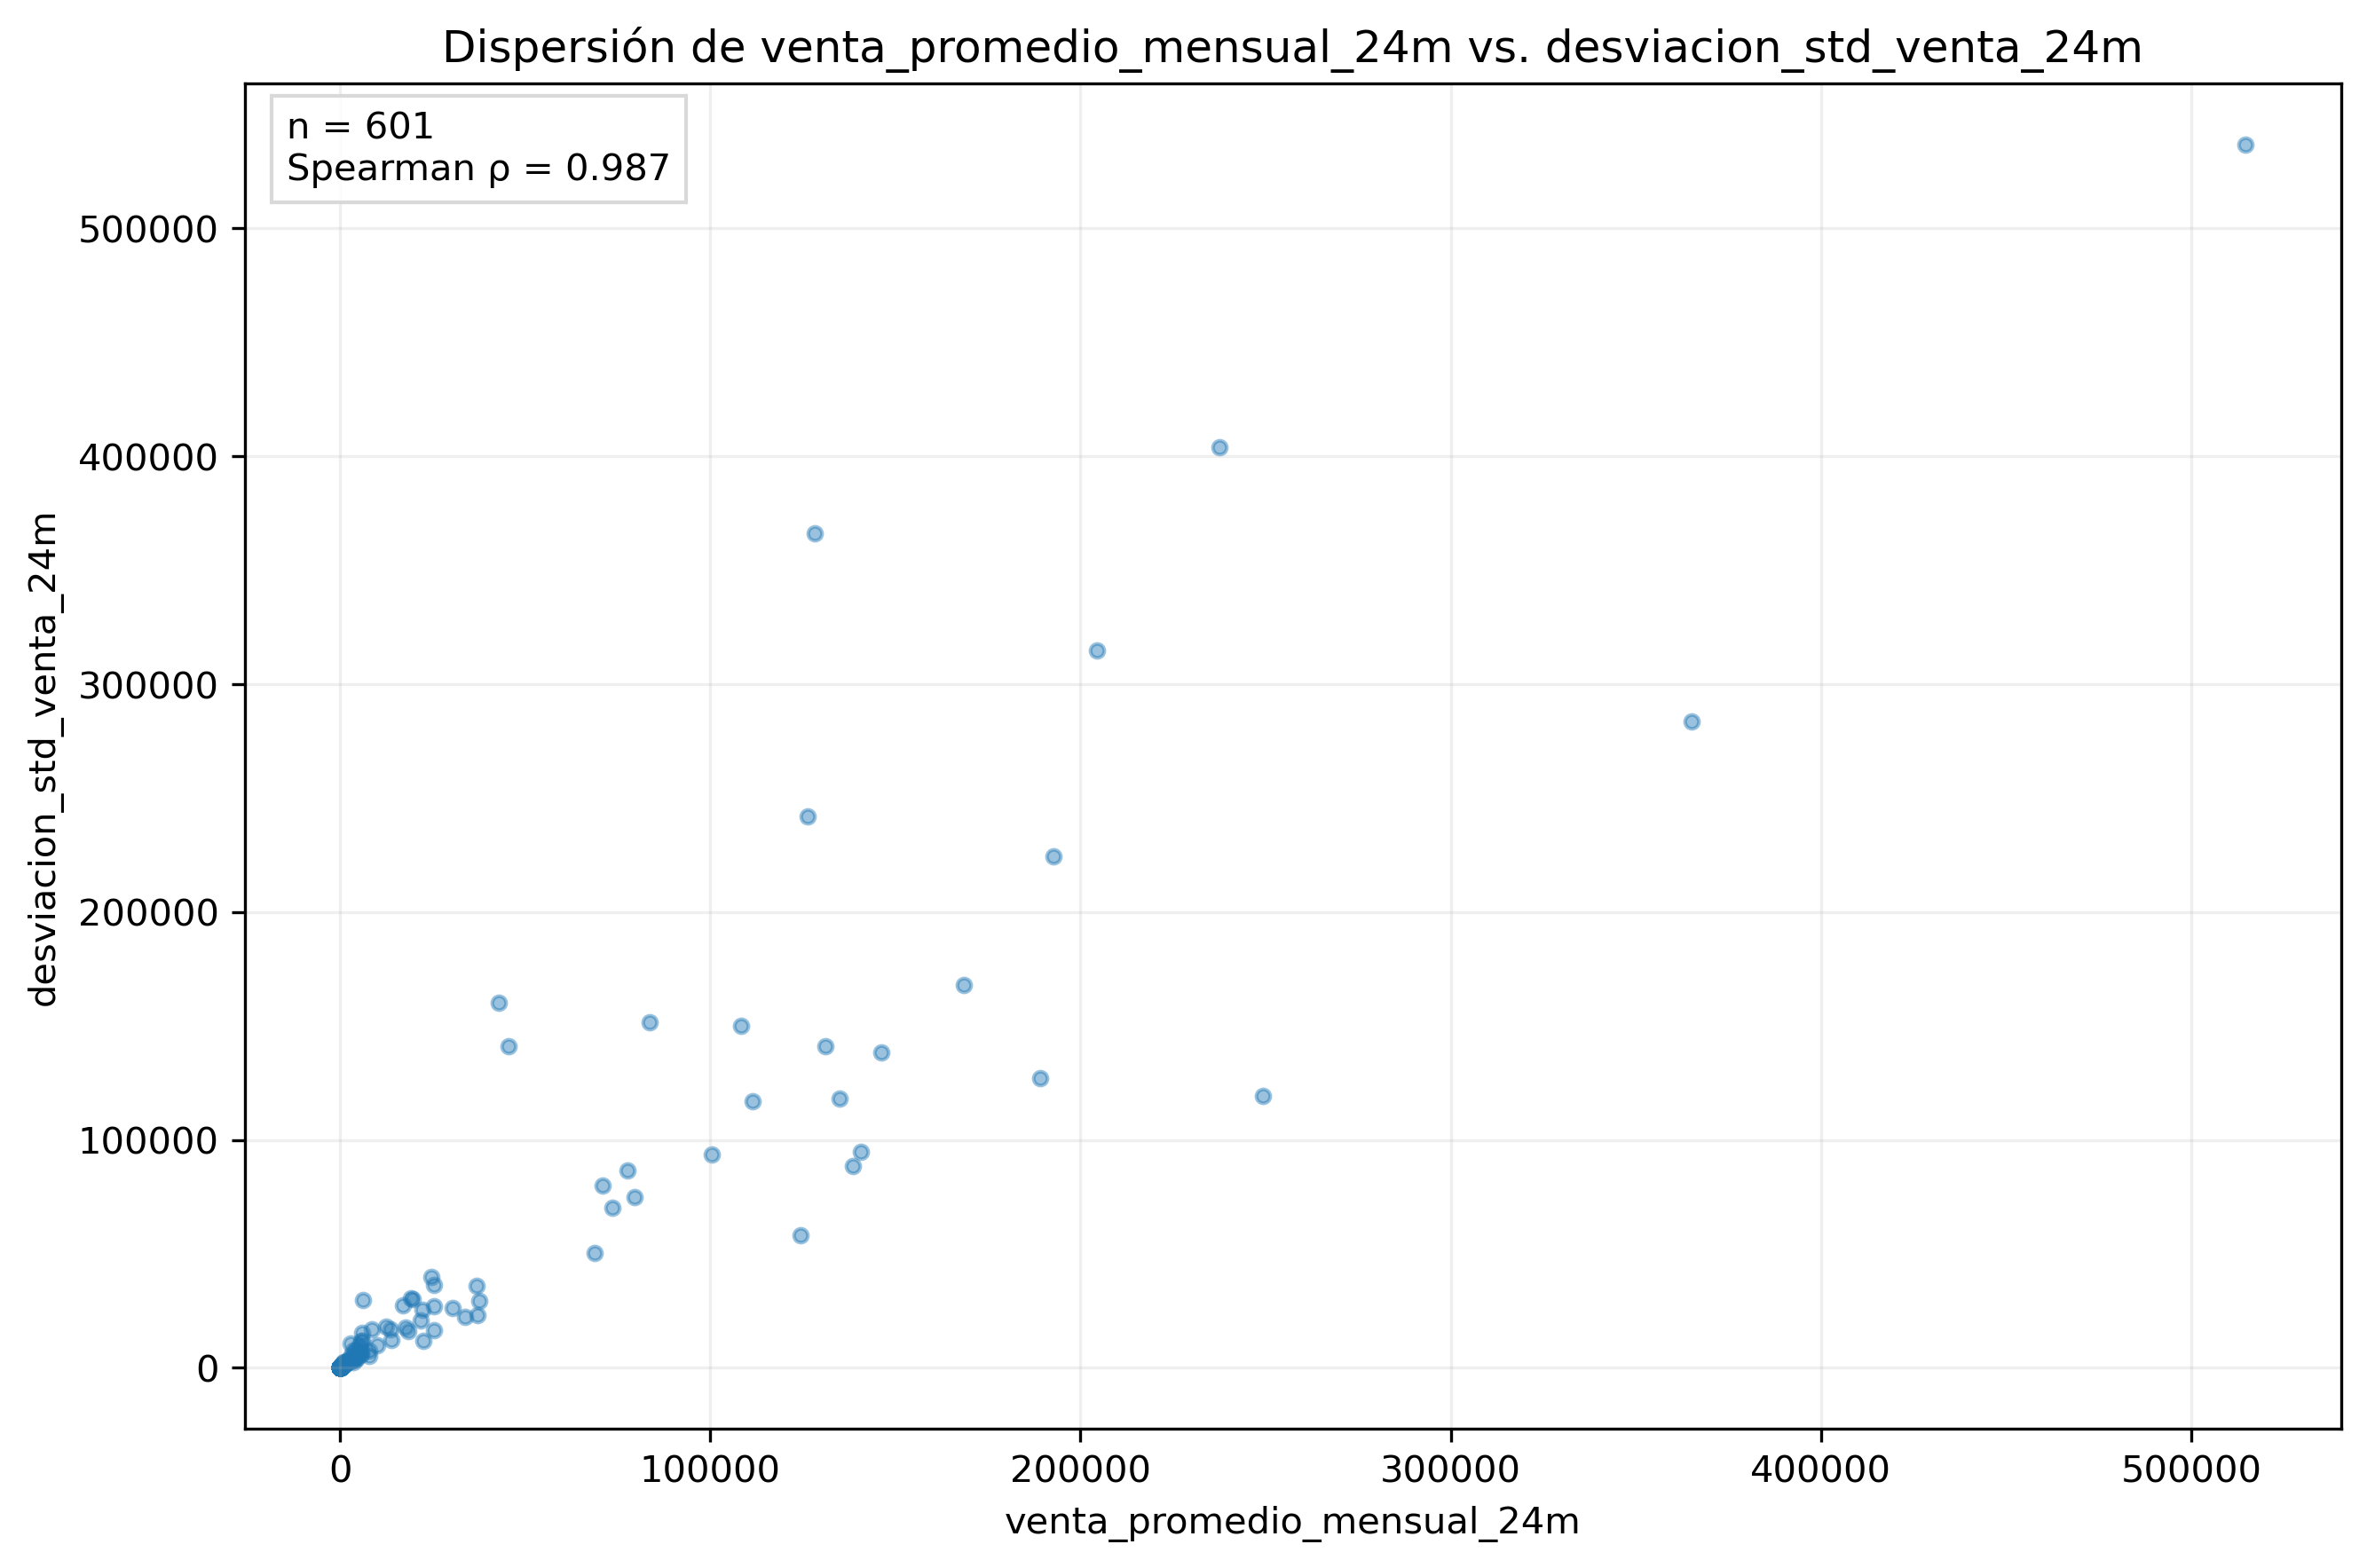 Dispersión de venta_promedio_mensual_24m vs. desviacion_std_venta_24m
n = 601
Spearman ρ = 0.987
desviacion_std_venta_24m
500000
400000
300000
200000
100000
0
0 100000 200000 300000 400000 500000
venta_promedio_mensual_24m